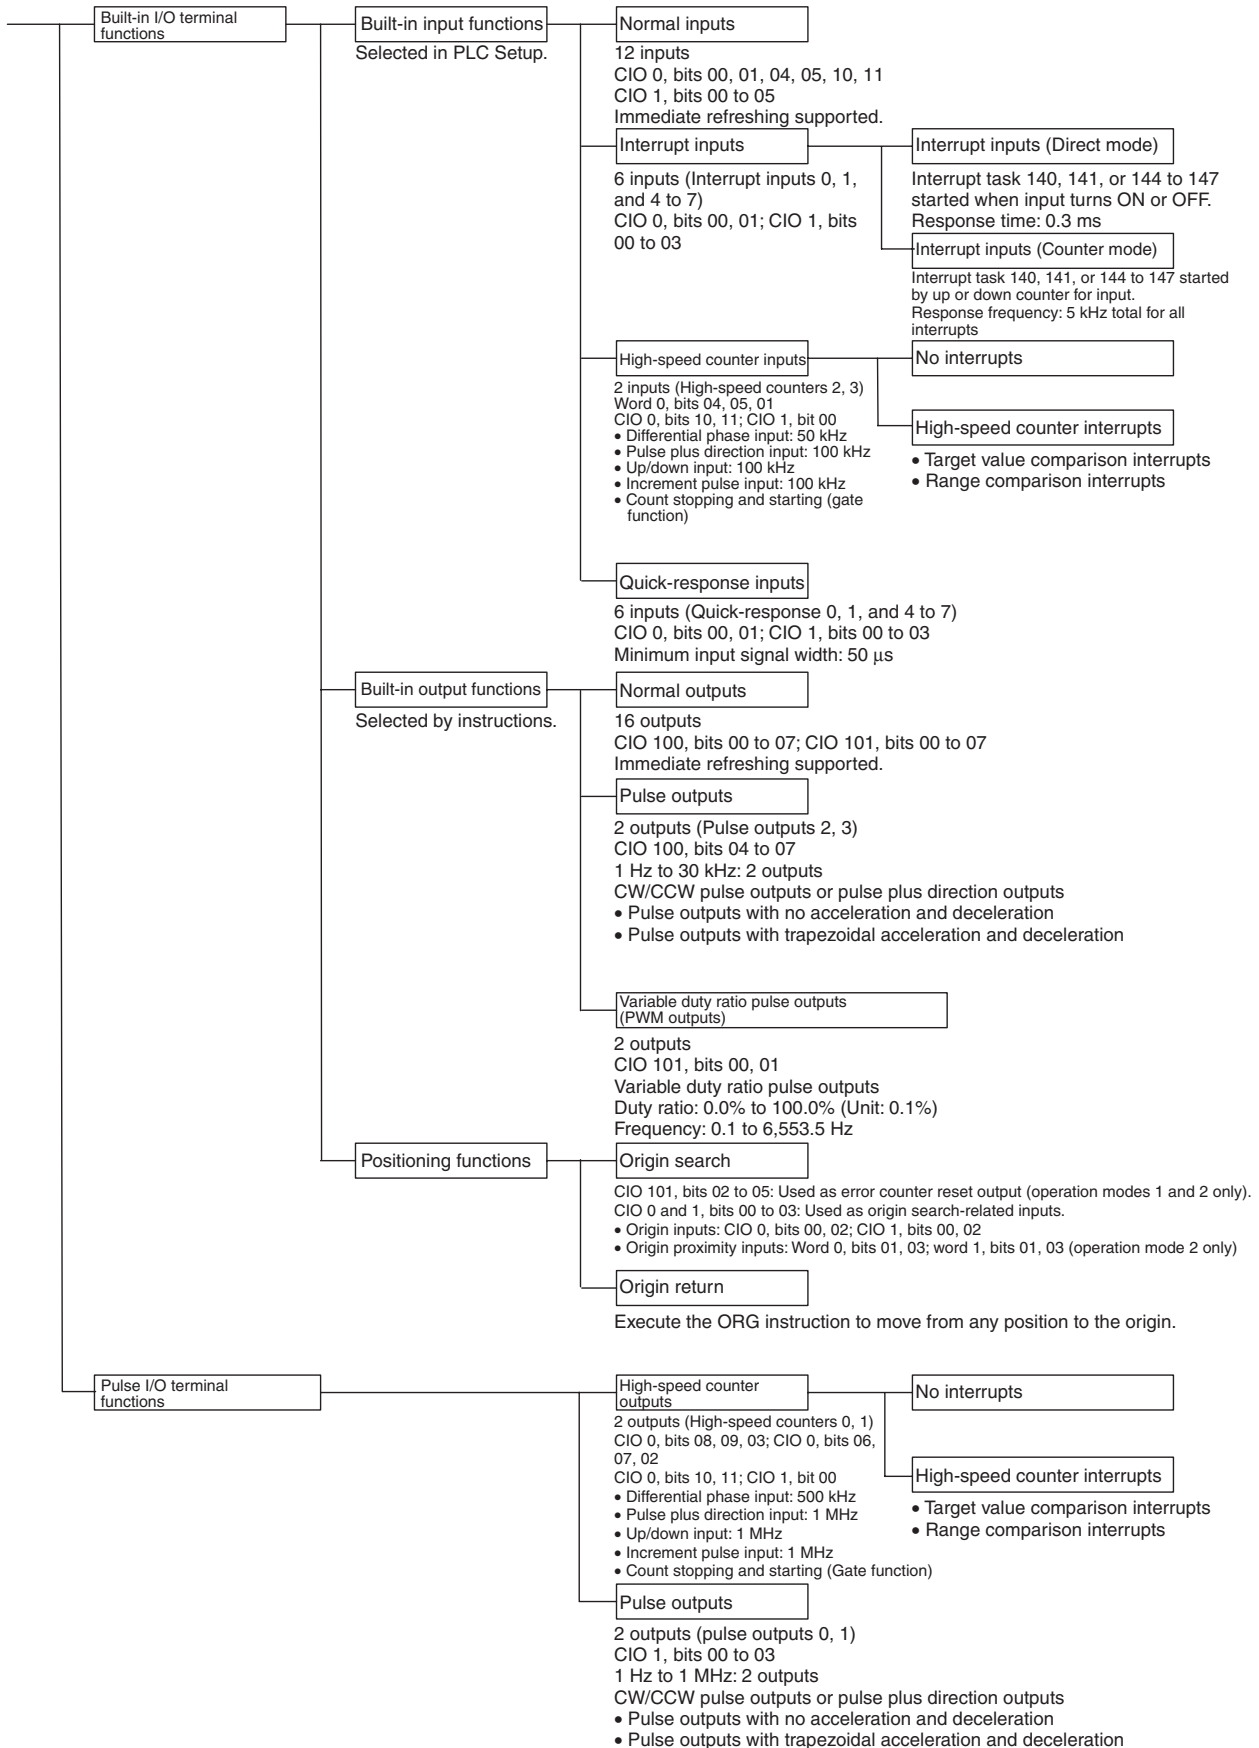 Built-in I/O terminal
functions
Built-in input functions
Selected in PLC Setup.
Normal inputs
12 inputs
CIO 0, bits 00, 01, 04, 05, 10, 11
CIO 1, bits 00 to 05
Immediate refreshing supported.
Interrupt inputs
6 inputs (Interrupt inputs 0, 1,
and 4 to 7)
CIO 0, bits 00, 01; CIO 1, bits
00 to 03
Interrupt inputs (Direct mode)
Interrupt task 140, 141, or 144 to 147
started when input turns ON or OFF.
Response time: 0.3 ms
Interrupt inputs (Counter mode)
Interrupt task 140, 141, or 144 to 147 started
by up or down counter for input.
Response frequency: 5 kHz total for all
interrupts
High-speed counter inputs
2 inputs (High-speed counters 2, 3)
Word 0, bits 04, 05, 01
CIO 0, bits 10, 11; CIO 1, bit 00
• Differential phase input: 50 kHz
• Pulse plus direction input: 100 kHz
• Up/down input: 100 kHz
• Increment pulse input: 100 kHz
• Count stopping and starting (gate
function)
No interrupts
High-speed counter interrupts
• Target value comparison interrupts
• Range comparison interrupts
Quick-response inputs
6 inputs (Quick-response 0, 1, and 4 to 7)
CIO 0, bits 00, 01; CIO 1, bits 00 to 03
Minimum input signal width: 50 μs
Built-in output functions
Selected by instructions.
Normal outputs
16 outputs
CIO 100, bits 00 to 07; CIO 101, bits 00 to 07
Immediate refreshing supported.
Pulse outputs
2 outputs (Pulse outputs 2, 3)
CIO 100, bits 04 to 07
1 Hz to 30 kHz: 2 outputs
CW/CCW pulse outputs or pulse plus direction outputs
• Pulse outputs with no acceleration and deceleration
• Pulse outputs with trapezoidal acceleration and deceleration
Variable duty ratio pulse outputs
(PWM outputs)
2 outputs
CIO 101, bits 00, 01
Variable duty ratio pulse outputs
Duty ratio: 0.0% to 100.0% (Unit: 0.1%)
Frequency: 0.1 to 6,553.5 Hz
Positioning functions
Origin search
CIO 101, bits 02 to 05: Used as error counter reset output (operation modes 1 and 2 only).
CIO 0 and 1, bits 00 to 03: Used as origin search-related inputs.
• Origin inputs: CIO 0, bits 00, 02; CIO 1, bits 00, 02
• Origin proximity inputs: Word 0, bits 01, 03; word 1, bits 01, 03 (operation mode 2 only)
Origin return
Execute the ORG instruction to move from any position to the origin.
Pulse I/O terminal
functions
High-speed counter
outputs
2 outputs (High-speed counters 0, 1)
CIO 0, bits 08, 09, 03; CIO 0, bits 06,
07, 02
CIO 0, bits 10, 11; CIO 1, bit 00
• Differential phase input: 500 kHz
• Pulse plus direction input: 1 MHz
• Up/down input: 1 MHz
• Increment pulse input: 1 MHz
• Count stopping and starting (Gate function)
No interrupts
High-speed counter interrupts
• Target value comparison interrupts
• Range comparison interrupts
Pulse outputs
2 outputs (pulse outputs 0, 1)
CIO 1, bits 00 to 03
1 Hz to 1 MHz: 2 outputs
CW/CCW pulse outputs or pulse plus direction outputs
• Pulse outputs with no acceleration and deceleration
• Pulse outputs with trapezoidal acceleration and deceleration